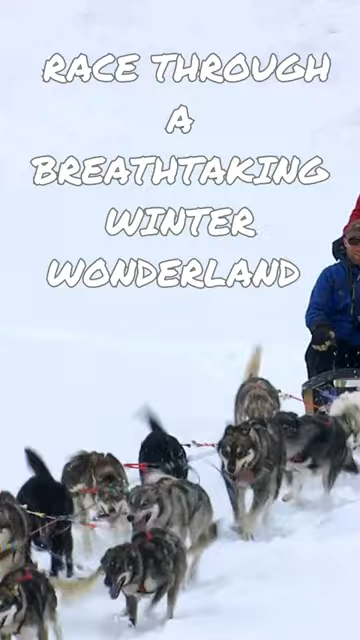 RACE THROUGH
A
BREATHTAKING
WINTER
WONDERLAND